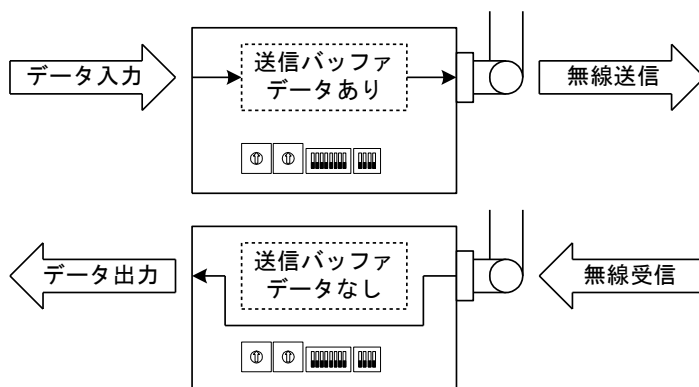 データ入力
送信バッファ
データあり
無線送信
データ出力
送信バッファ
データなし
無線受信